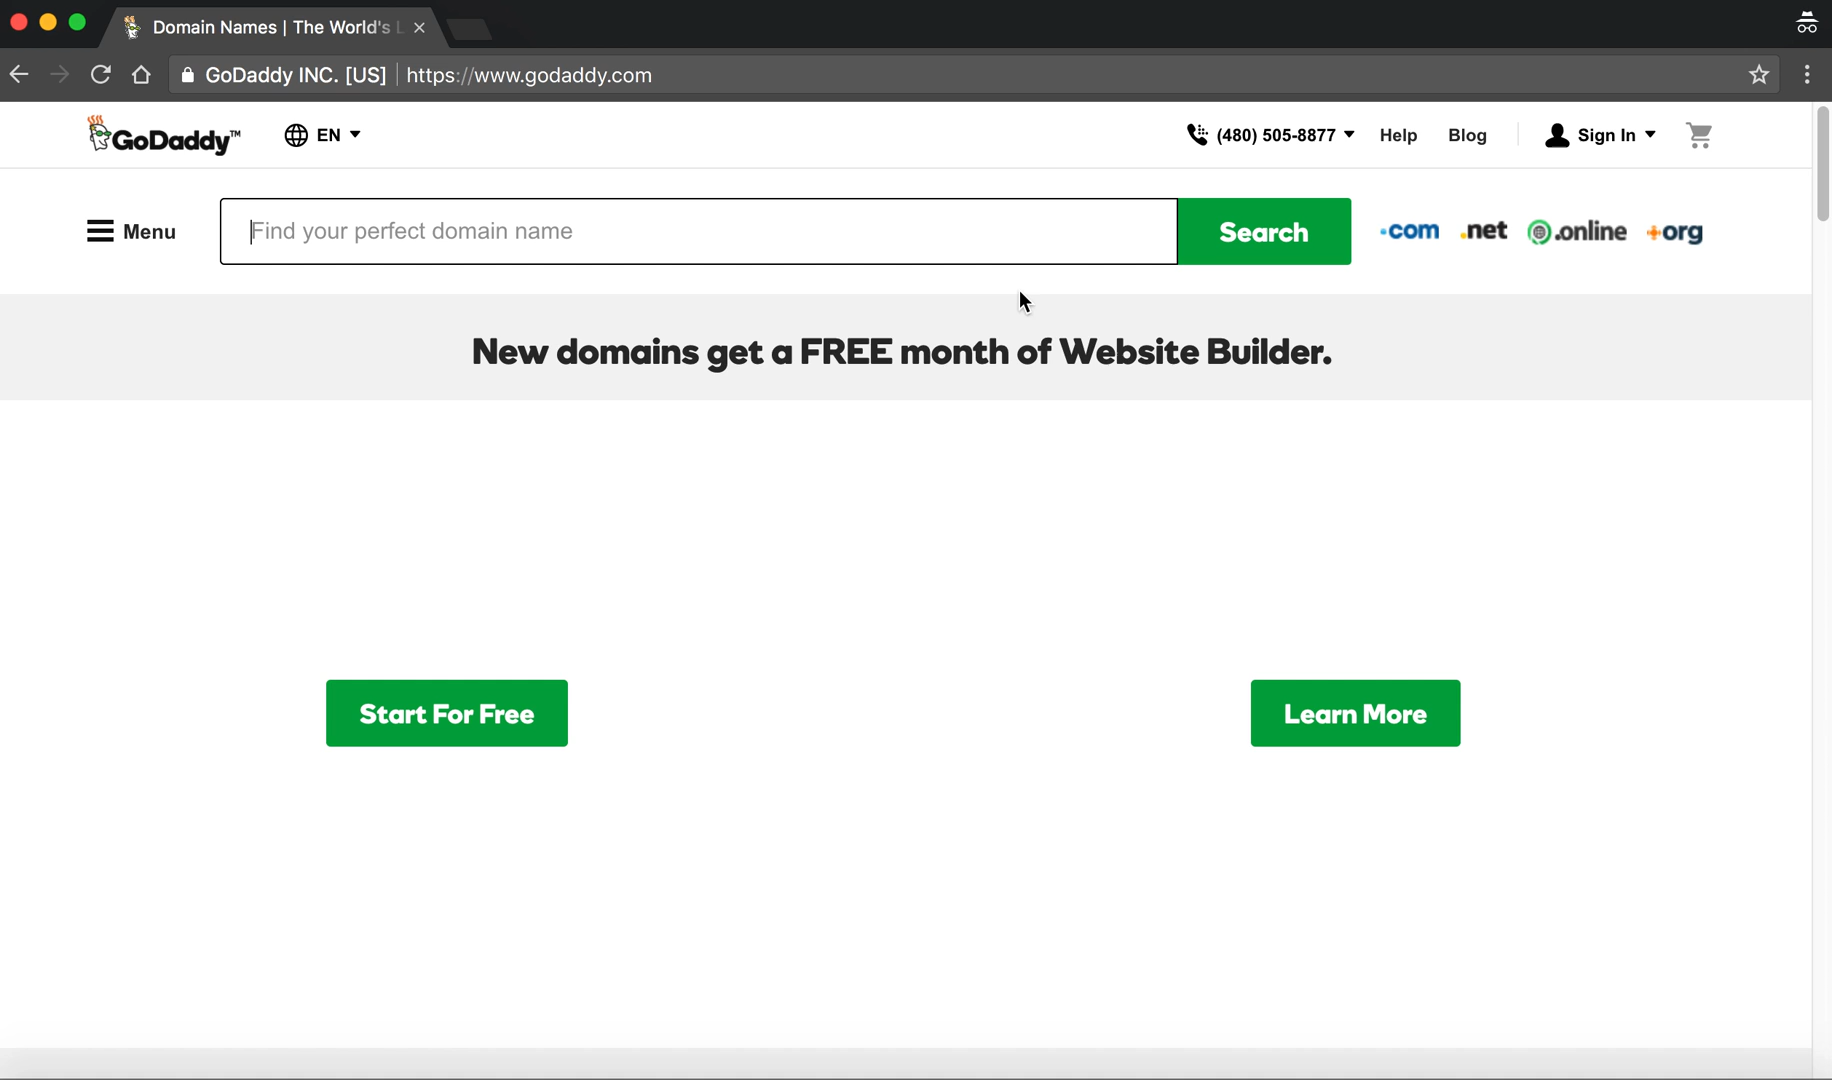 Domain Names | The World's L
GoDaddy INC. [US] https://www.godaddy.com
GoDaddy™ EN (480) 505-8877 Help Blog Sign In
Menu Find your perfect domain name Search .com .net .online +org
New domains get a FREE month of Website Builder.
Start For Free Learn More